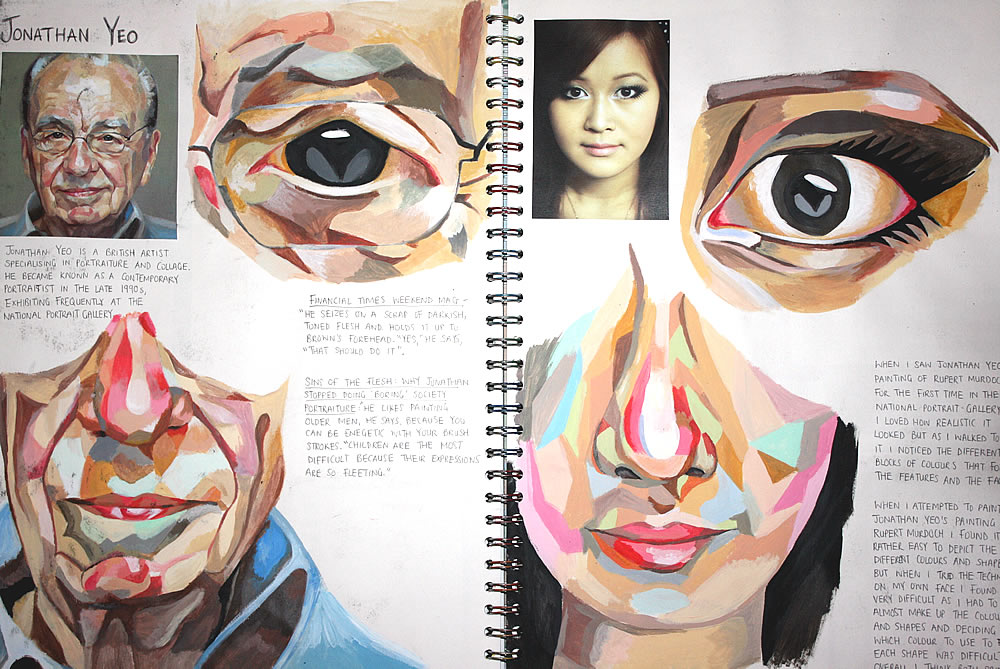 JONATHAN YEO
JONATHAN YEO IS A BRITISH ARTIST
SPECIALISING IN PORTRAITURE AND COLLAGE.
HE BECAME KNOWN AS A CONTEMPORARY
PORTRAITIST IN THE LATE 1990s,
EXHIBITING FREQUENTLY AT THE
NATIONAL PORTRAIT GALLERY.
FINANCIAL TIMES WEEKEND MAG -
"HE SEIZES ON A SCRAP OF DARKISH,
TONED FLESH AND HOLDS IT UP TO
BROWN'S FOREHEAD. "YES," HE SAYS,
"THAT SHOULD DO IT".
SINS OF THE FLESH: WHY JONATHAN
STOPPED DOING 'BORING' SOCIETY
PORTRAITURE: "HE LIKES PAINTING
OLDER MEN, HE SAYS, BECAUSE YOU
CAN BE ENEGETIC WITH YOUR BRUSH
STROKES. "CHILDREN ARE THE MOST
DIFFICULT BECAUSE THEIR EXPRESSIONS
ARE SO FLEETING."
WHEN I SAW JONATHAN YEO
PAINTING OF RUPERT MURDO
FOR THE FIRST TIME IN THE
NATIONAL PORTRAIT GALLERY
I LOVED HOW REALISTIC IT
LOOKED BUT AS I WALKED TO
IT I NOTICED THE DIFFERENT
BLOCKS OF COLOURS THAT FO
THE FEATURES AND THE FAC
WHEN I ATTEMPTED TO PAINT
JONATHAN YEO'S PAINTING
RUPERT MURDOCH I FOUND IT
RATHER EASY TO DEPICT THE
DIFFERENT COLOURS AND SHAPE
BUT WHEN I TRIED THE TECHN
ON MY OWN FACE I FOUND
VERY DIFFICULT AS I HAD TO
ALMOST MAKE UP THE COLOU
AND SHAPES AND DECIDING
WHICH COLOUR TO USE TO F
EACH SHAPE WAS DIFFICUL
OVERALL I THINK